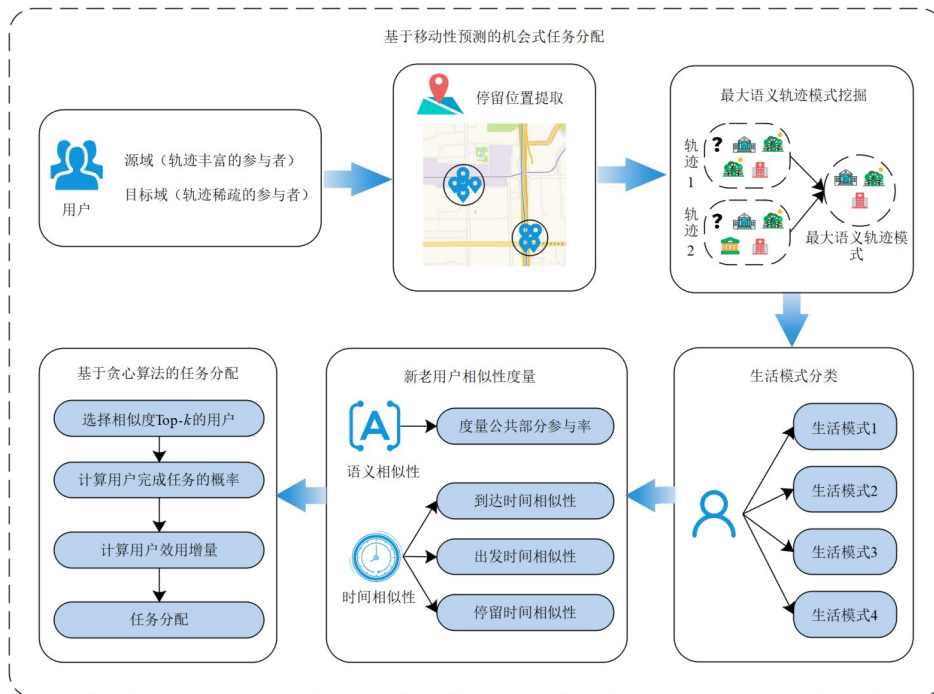 基于移动性预测的机会式任务分配
用户
源域（轨迹丰富的参与者）
目标域（轨迹稀疏的参与者）
停留位置提取
最大语义轨迹模式挖掘
轨迹1
?
轨迹2
?
最大语义轨迹模
式
生活模式分类
生活模式1
生活模式2
生活模式3
生活模式4
新老用户相似性度量
A
语义相似性
度量公共部分参与率
时间相似性
到达时间相似性
出发时间相似性
停留时间相似性
基于贪心算法的任务分配
选择相似度Top-k的用户
计算用户完成任务的概率
计算用户效用增量
任务分配